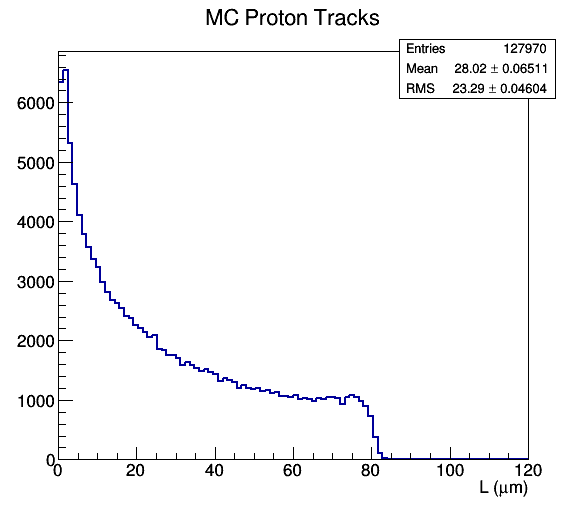 MC Proton Tracks
Entries 127970
Mean 28.02 ± 0.06511
RMS 23.29 ± 0.04604
6000
5000
4000
3000
2000
1000
0
0 20 40 60 80 100 120
L (μm)